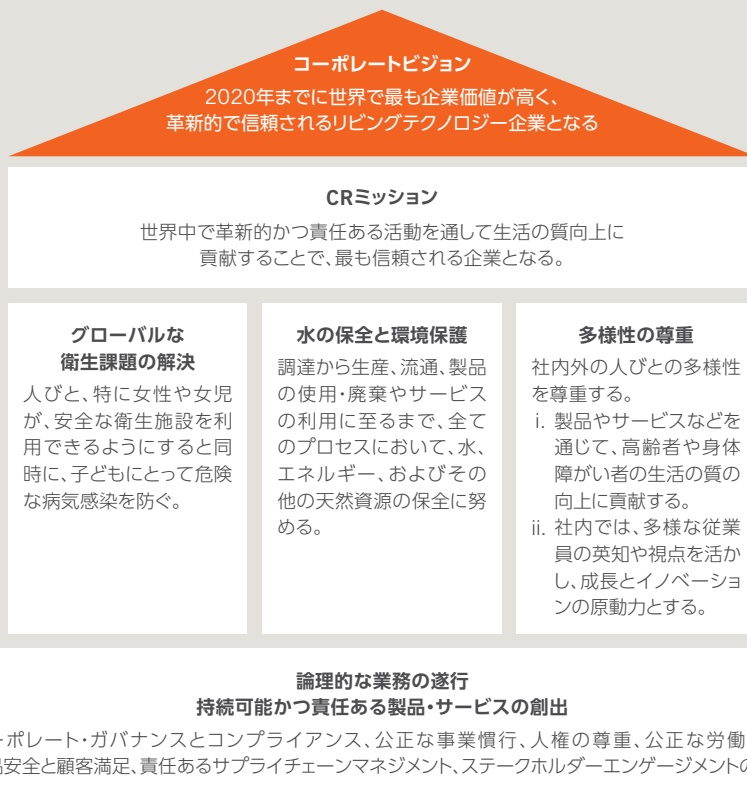 コーポレートビジョン
2020年までに世界で最も企業価値が高く、
革新的で信頼されるリビングテクノロジー企業となる
CRミッション
世界中で革新的かつ責任ある活動を通して生活の質向上に
貢献することで、最も信頼される企業となる。
グローバルな
衛生課題の解決
人びと、特に女性や女児
が、安全な衛生施設を利
用できるようにすると同
時に、子どもにとって危険
な病気感染を防ぐ。
水の保全と環境保護
調達から生産、流通、製品
の使用・廃棄やサービス
の利用に至るまで、全て
のプロセスにおいて、水、
エネルギー、およびその
他の天然資源の保全に努
める。
多様性の尊重
社内外の人びとの多様性
を尊重する。
i. 製品やサービスなどを
通じて、高齢者や身体
障がい者の生活の質の
向上に貢献する。
ii. 社内では、多様な従業
員の英知や視点を活か
し、成長とイノベーショ
ンの原動力とする。
論理的な業務の遂行
持続可能かつ責任ある製品・サービスの創出
ーポレート・ガバナンスとコンプライアンス、公正な事業慣行、人権の尊重、公正な労働
安全と顧客満足、責任あるサプライチェーンマネジメント、ステークホルダーエンゲージメントの